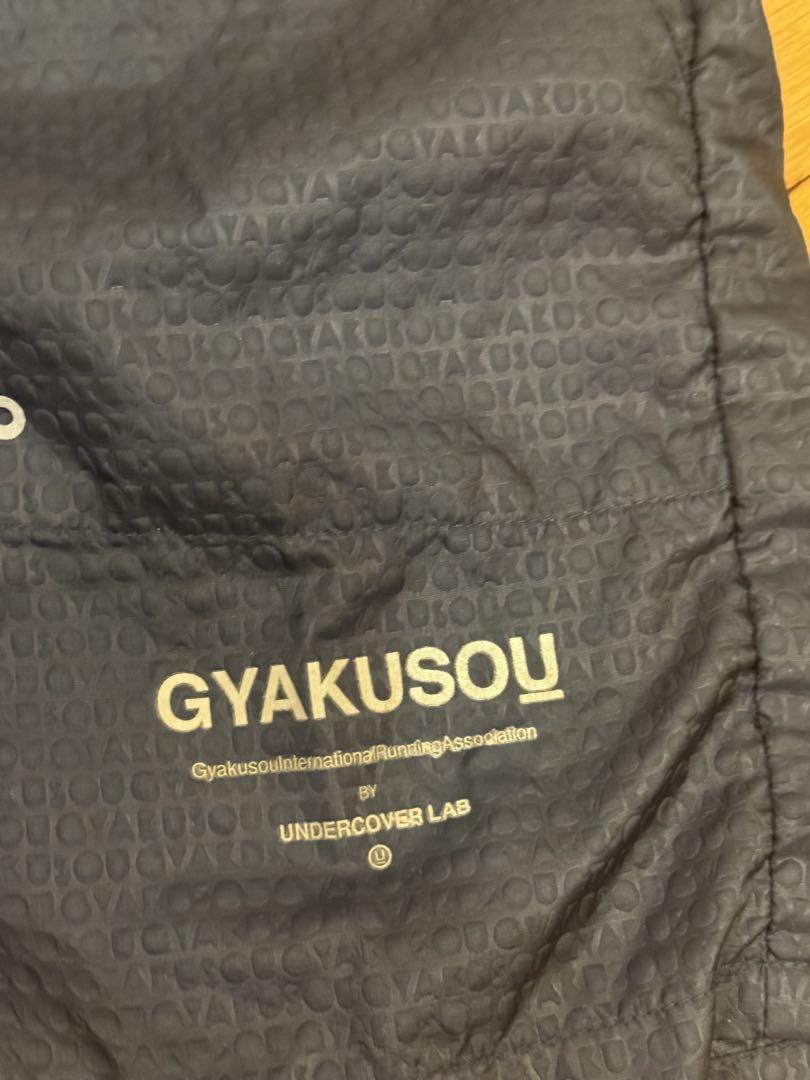 GYAKUSOU
GyakusouInternationalRunningAssociation
BY
UNDERCOVER LAB
U